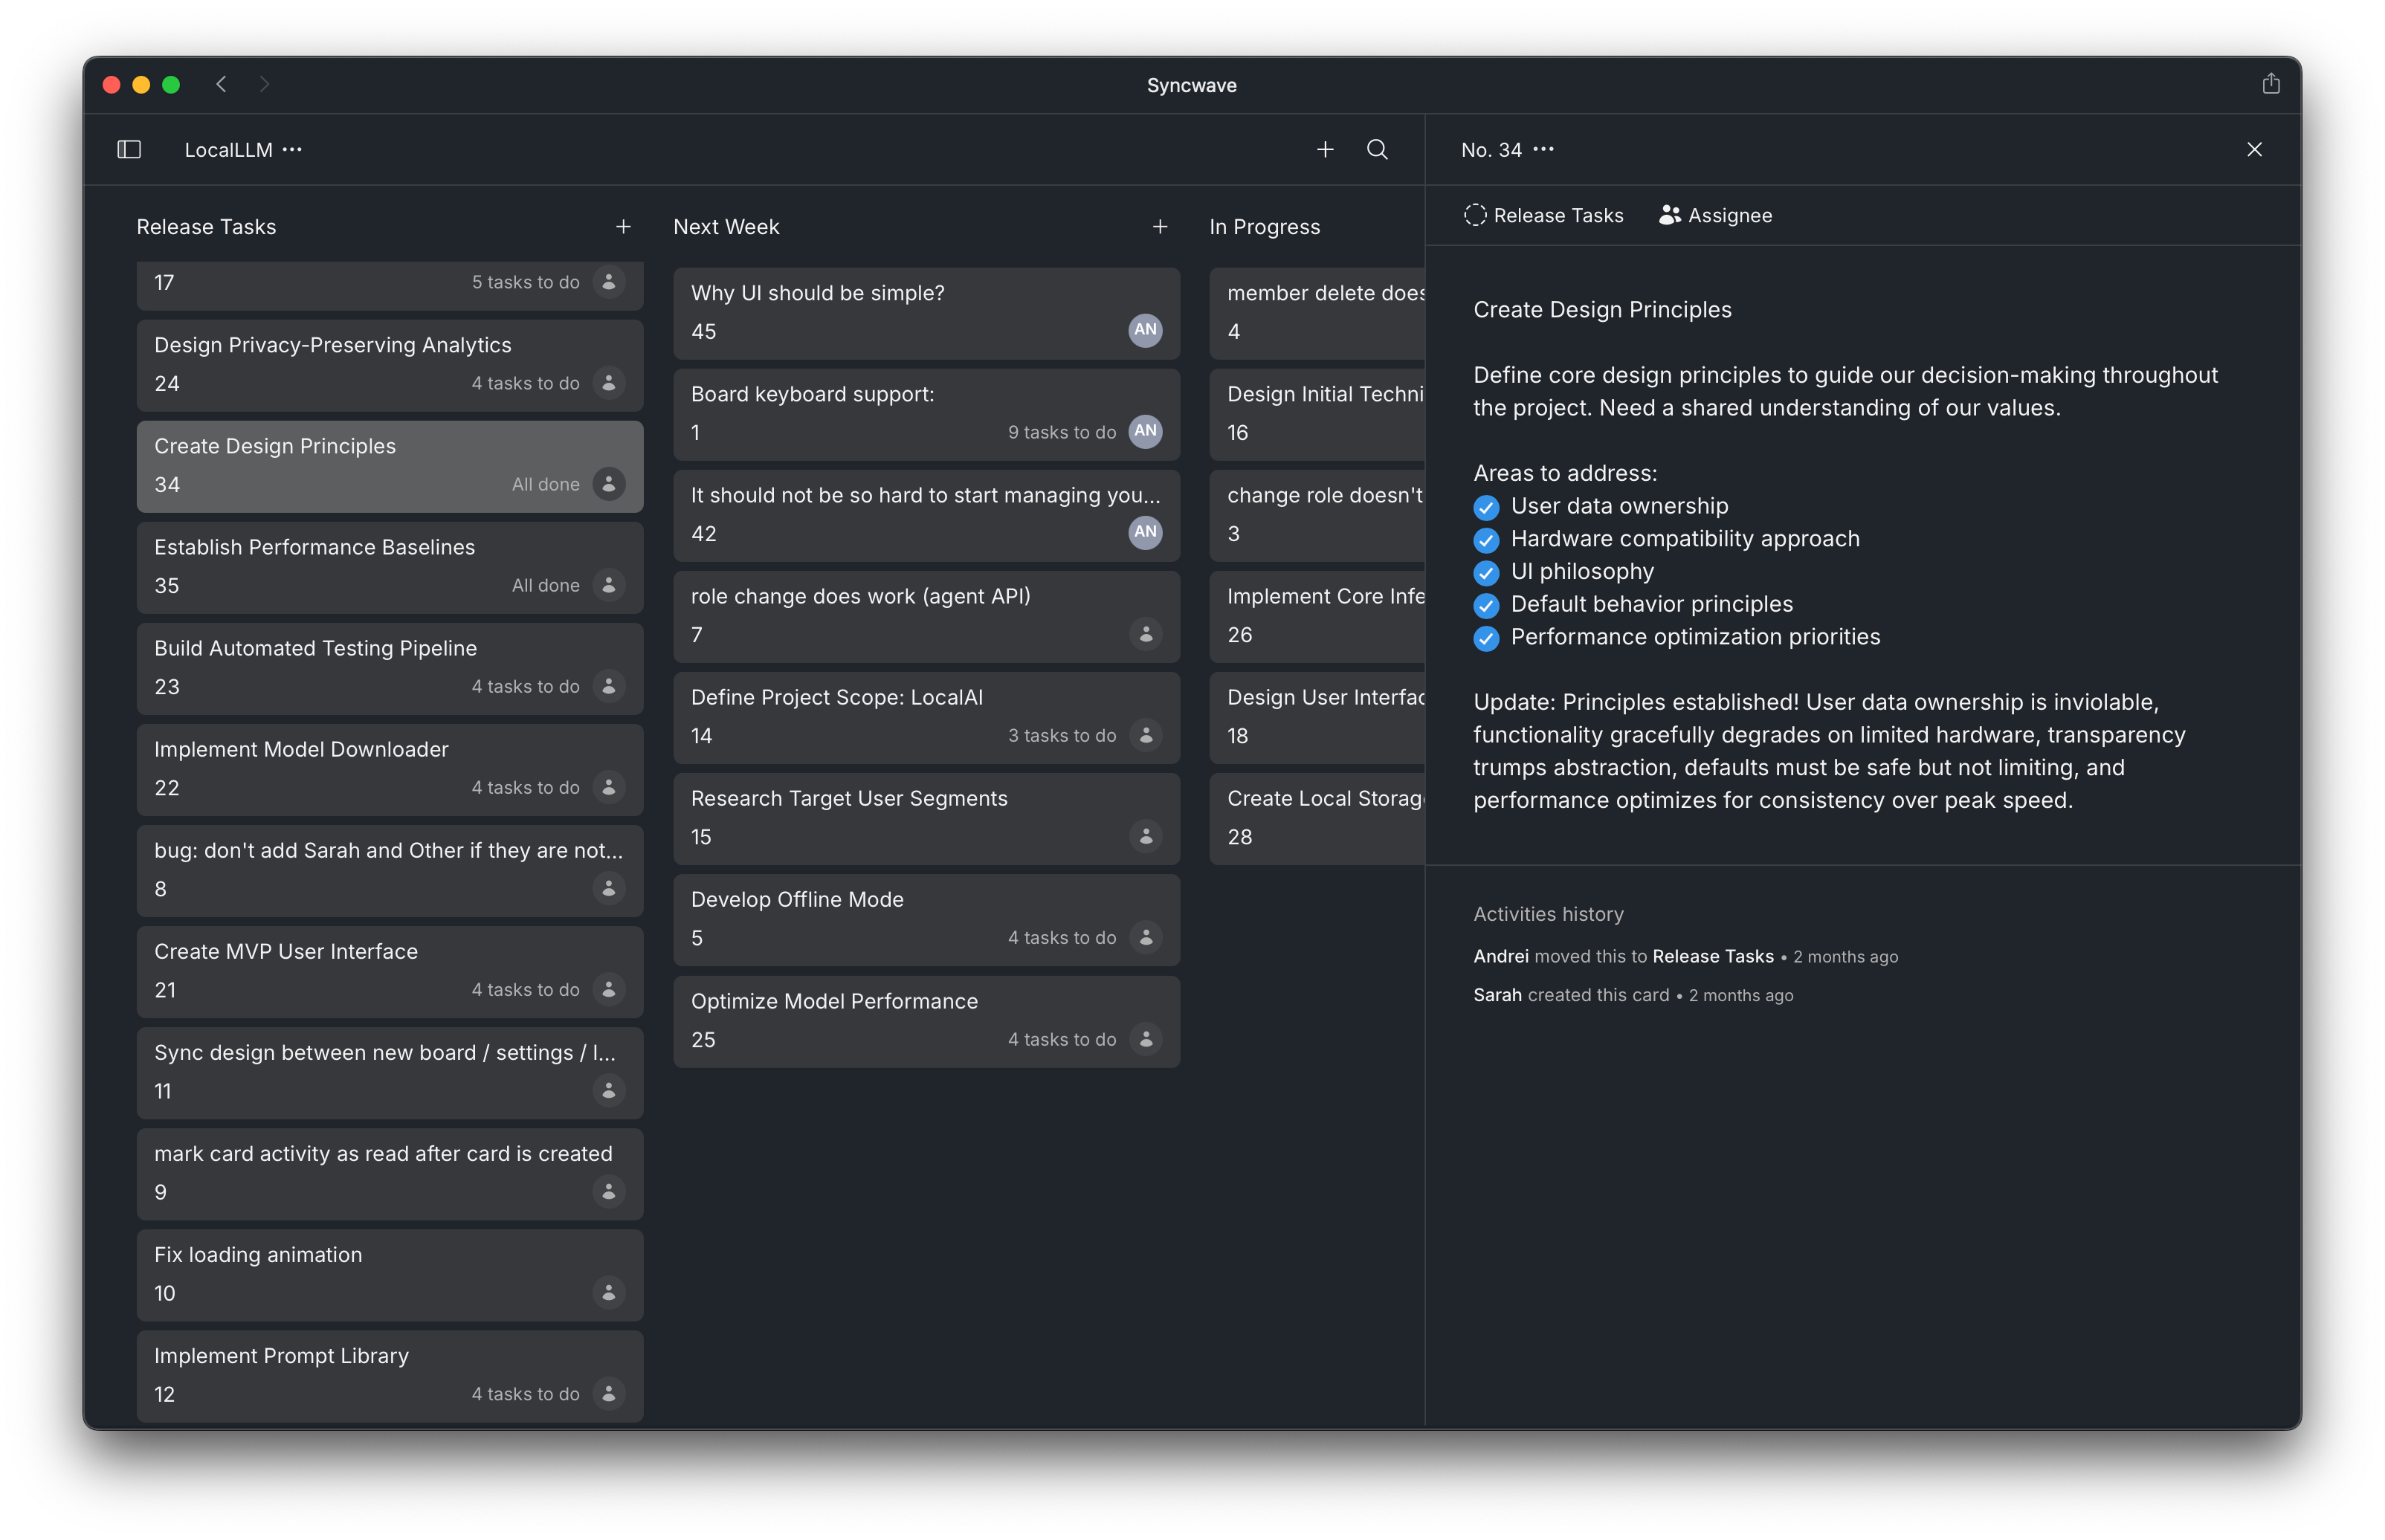 Syncwave
LocalLLM
Release Tasks
17
5 tasks to do
Design Privacy-Preserving Analytics
24
4 tasks to do
Create Design Principles
34
All done
Establish Performance Baselines
35
All done
Build Automated Testing Pipeline
23
4 tasks to do
Implement Model Downloader
22
4 tasks to do
bug: don't add Sarah and Other if they are not...
8
Create MVP User Interface
21
4 tasks to do
Sync design between new board / settings / l...
11
mark card activity as read after card is created
9
Fix loading animation
10
Implement Prompt Library
12
4 tasks to do
Next Week
Why UI should be simple?
45
AN
Board keyboard support:
1
9 tasks to do
AN
It should not be so hard to start managing you...
42
AN
role change does work (agent API)
7
Define Project Scope: LocalAI
14
3 tasks to do
Research Target User Segments
15
Develop Offline Mode
5
4 tasks to do
Optimize Model Performance
25
4 tasks to do
In Progress
member delete does
4
Design Initial Techni
16
change role doesn't
3
Implement Core Infe
26
Design User Interfac
18
Create Local Storag
28
No. 34
Release Tasks
Assignee
Create Design Principles
Define core design principles to guide our decision-making throughout
the project. Need a shared understanding of our values.
Areas to address:
User data ownership
Hardware compatibility approach
UI philosophy
Default behavior principles
Performance optimization priorities
Update: Principles established! User data ownership is inviolable,
functionality gracefully degrades on limited hardware, transparency
trumps abstraction, defaults must be safe but not limiting, and
performance optimizes for consistency over peak speed.
Activities history
Andrei moved this to Release Tasks • 2 months ago
Sarah created this card • 2 months ago